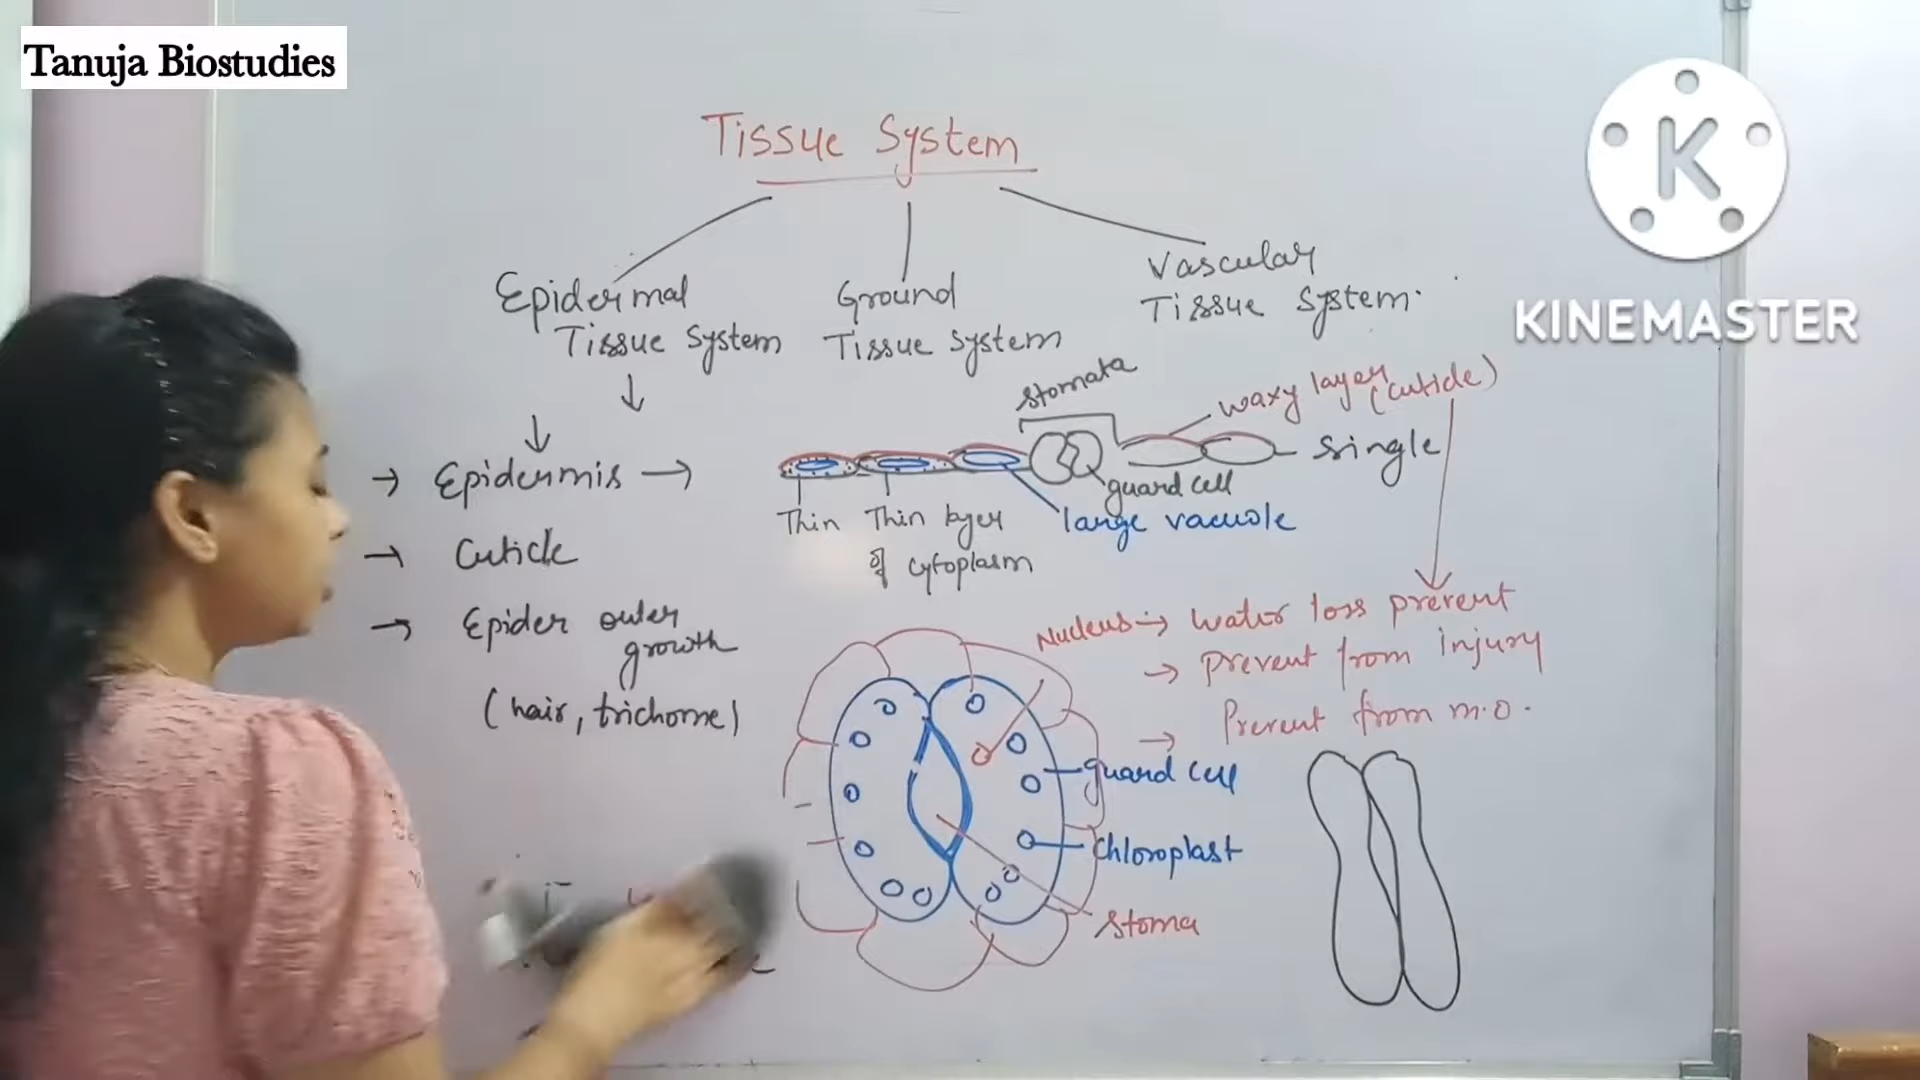 Tanuja Biostudies
KINEMASTER
Tissue System
Epidermal
Tissue System
Ground
Tissue System
Vascular
Tissue System.
stomata
waxy layer
(cuticle)
→ Epidermis →
single
guard cell
Thin
Thin layer
of cytoplasm
large vacuole
→ Cuticle
→ Epider outer
growth
(hair, trichome)
Nucleus
→ water loss prevent
→ prevent from injury
→ Prevent from m.o.
guard cell
chloroplast
stoma